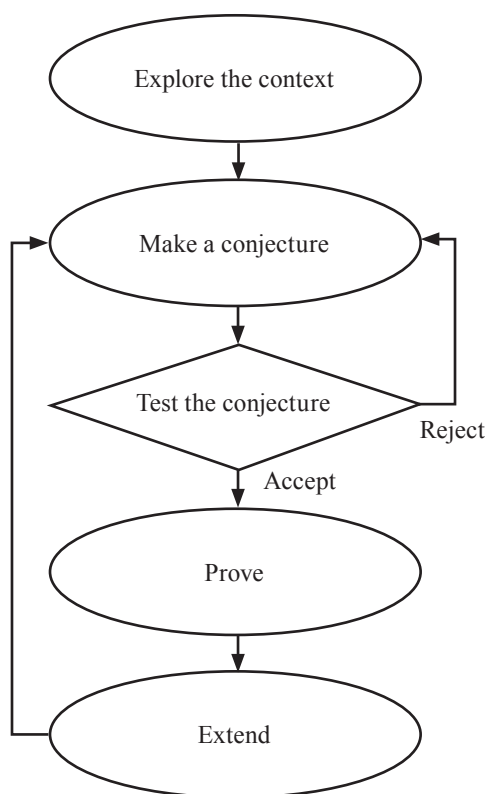 Explore the context
Make a conjecture
Test the conjecture
Reject
Accept
Prove
Extend